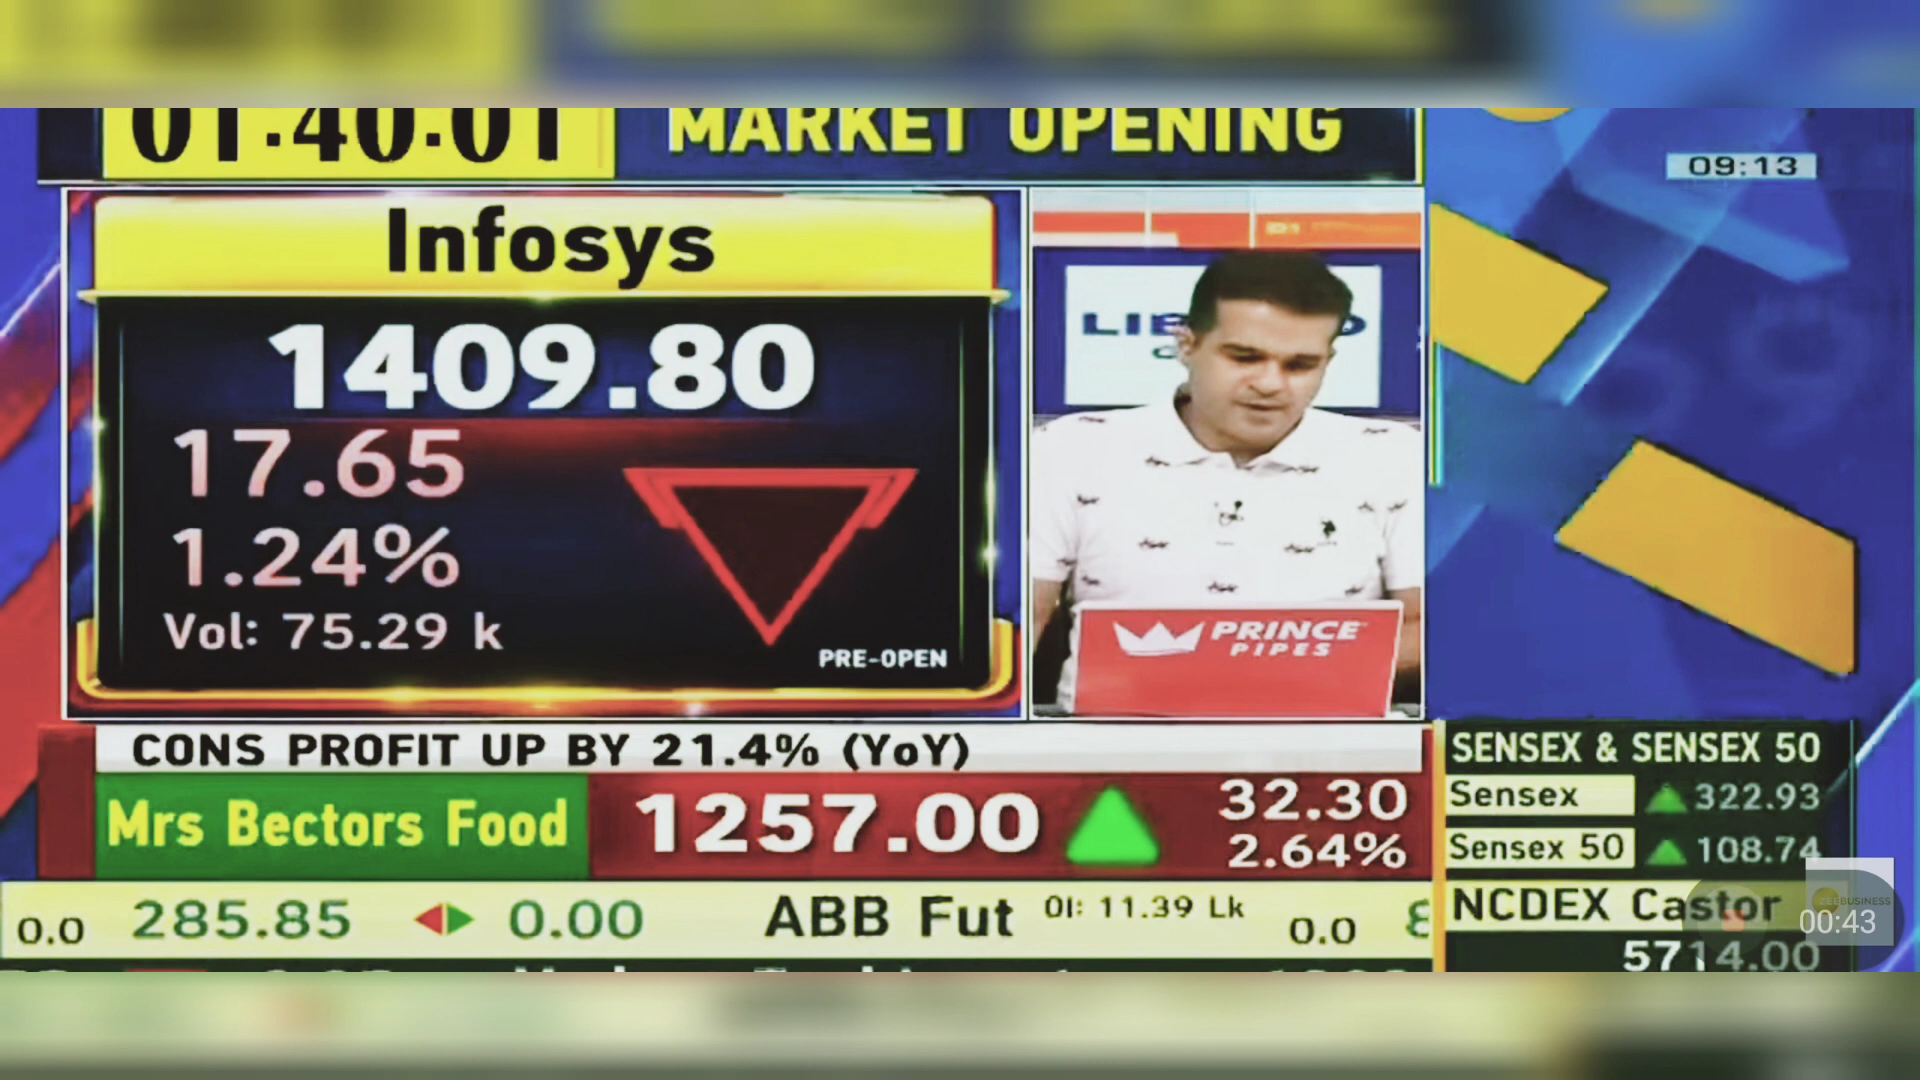 01:40:01
MARKET OPENING
09:13
Infosys
1409.80
17.65
1.24%
Vol: 75.29 k
PRE-OPEN
PRINCE
PIPES
CONS PROFIT UP BY 21.4% (YoY)
Mrs Bectors Food
1257.00
32.30
2.64%
SENSEX & SENSEX 50
Sensex 322.93
Sensex 50 108.74
0.0 285.85 0.00 ABB Fut OI: 11.39 Lk 0.0
NCDEX Castor
5714.00
ZEEBUSINESS
00:43